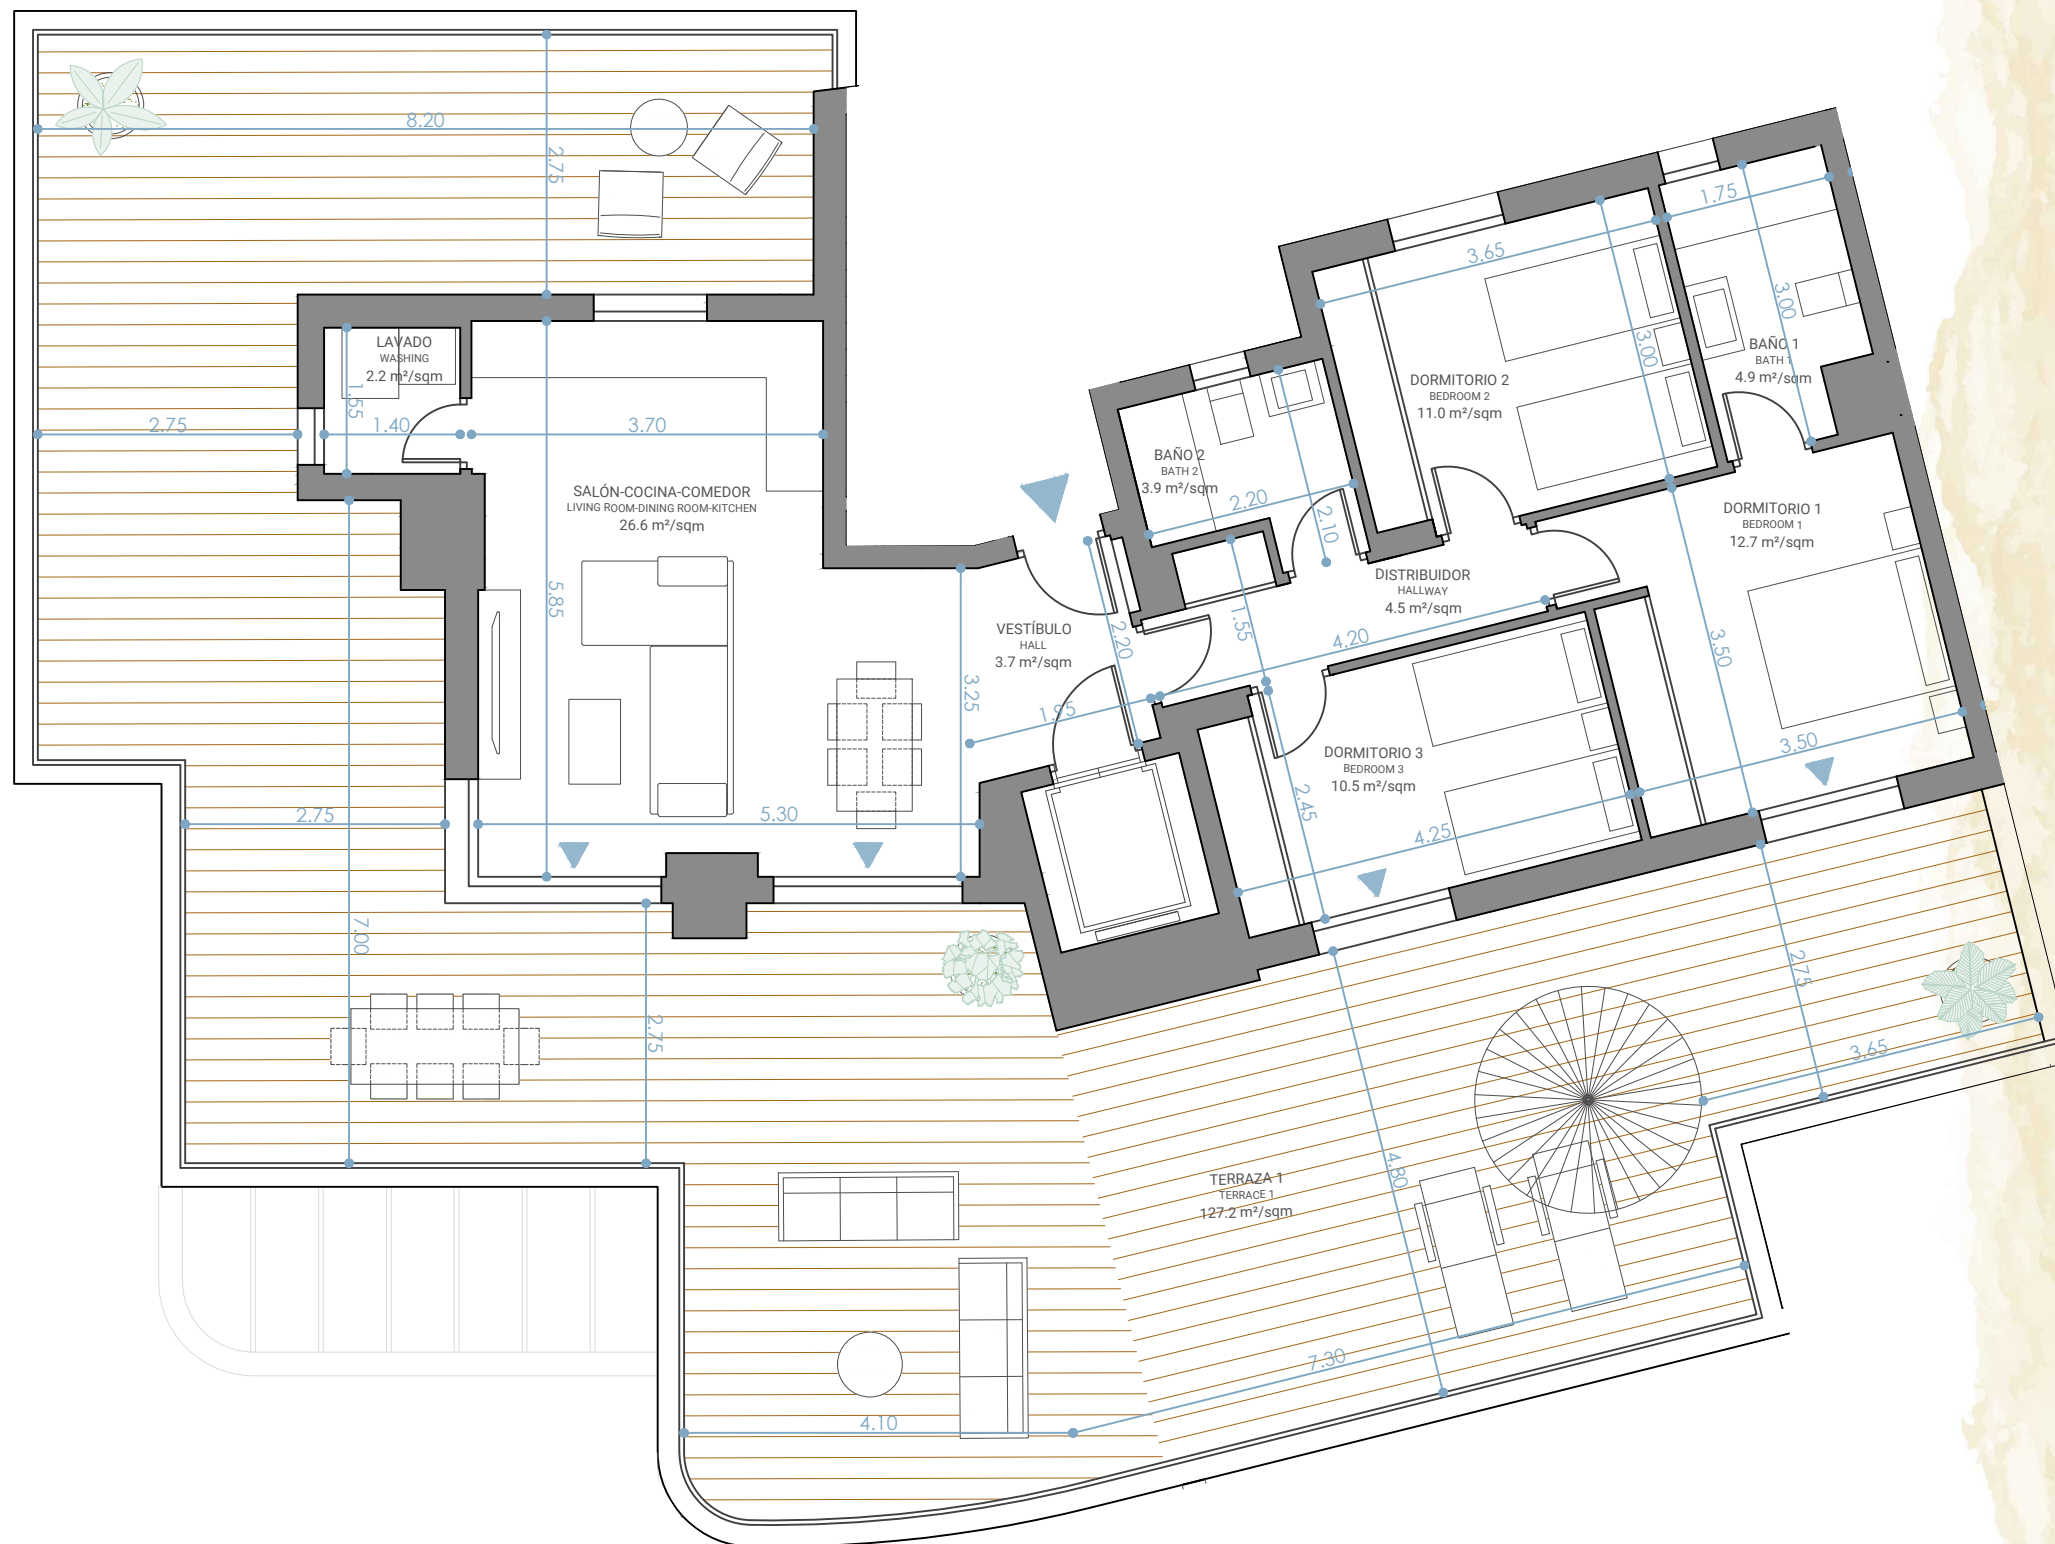 8.20
2.75
1.75
3.65
3.00
3.00
LAVADO
WASHING
2.2 m²/sqm
1.55
BAÑO 1
BATH 1
4.9 m²/sqm
DORMITORIO 2
BEDROOM 2
11.0 m²/sqm
2.75
1.40
3.70
BAÑO 2
BATH 2
3.9 m²/sqm
2.20
2.10
SALÓN-COCINA-COMEDOR
LIVING ROOM-DINING ROOM-KITCHEN
26.6 m²/sqm
DORMITORIO 1
BEDROOM 1
12.7 m²/sqm
5.85
DISTRIBUIDOR
HALLWAY
4.5 m²/sqm
VESTÍBULO
HALL
3.7 m²/sqm
2.20
1.55
4.20
3.50
3.25
1.95
DORMITORIO 3
BEDROOM 3
10.5 m²/sqm
3.50
2.45
4.25
2.75
5.30
7.00
2.75
2.75
3.65
4.80
TERRAZA 1
TERRACE 1
127.2 m²/sqm
7.30
4.10